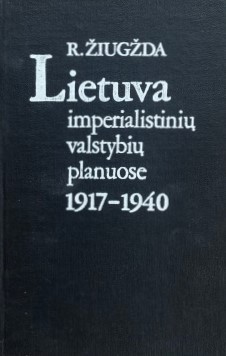 R. ŽIUGŽDA
Lietuva
imperialistinių
valstybių
planuose
1917–1940